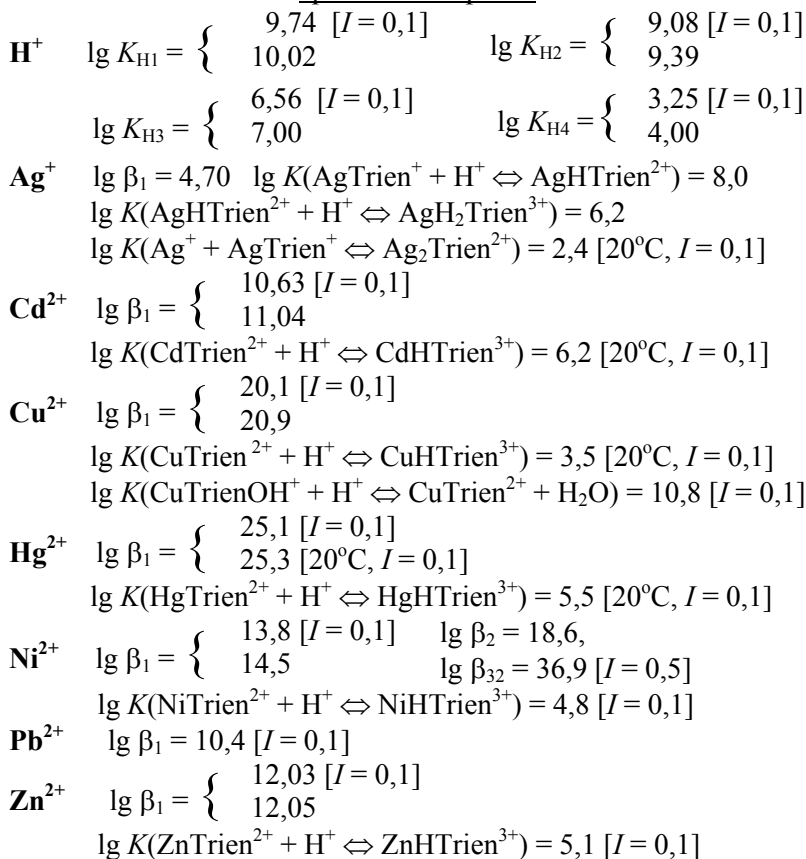 H⁺ lg K_H1 = { 9,74 [I = 0,1] 10,02 lg K_H2 = { 9,08 [I = 0,1] 9,39
lg K_H3 = { 6,56 [I = 0,1] 7,00 lg K_H4 = { 3,25 [I = 0,1] 4,00
Ag⁺ lg β₁ = 4,70 lg K(AgTrien⁺ + H⁺ ⇔ AgHTrien²⁺) = 8,0
lg K(AgHTrien²⁺ + H⁺ ⇔ AgH₂Trien³⁺) = 6,2
lg K(Ag⁺ + AgTrien⁺ ⇔ Ag₂Trien²⁺) = 2,4 [20°C, I = 0,1]
Cd²⁺ lg β₁ = { 10,63 [I = 0,1] 11,04
lg K(CdTrien²⁺ + H⁺ ⇔ CdHTrien³⁺) = 6,2 [20°C, I = 0,1]
Cu²⁺ lg β₁ = { 20,1 [I = 0,1] 20,9
lg K(CuTrien ²⁺ + H⁺ ⇔ CuHTrien³⁺) = 3,5 [20°C, I = 0,1]
lg K(CuTrienOH⁺ + H⁺ ⇔ CuTrien²⁺ + H₂O) = 10,8 [I = 0,1]
Hg²⁺ lg β₁ = { 25,1 [I = 0,1] 25,3 [20°C, I = 0,1]
lg K(HgTrien²⁺ + H⁺ ⇔ HgHTrien³⁺) = 5,5 [20°C, I = 0,1]
Ni²⁺ lg β₁ = { 13,8 [I = 0,1] 14,5 lg β₂ = 18,6, lg β₃₂ = 36,9 [I = 0,5]
lg K(NiTrien²⁺ + H⁺ ⇔ NiHTrien³⁺) = 4,8 [I = 0,1]
Pb²⁺ lg β₁ = 10,4 [I = 0,1]
Zn²⁺ lg β₁ = { 12,03 [I = 0,1] 12,05
lg K(ZnTrien²⁺ + H⁺ ⇔ ZnHTrien³⁺) = 5,1 [I = 0,1]